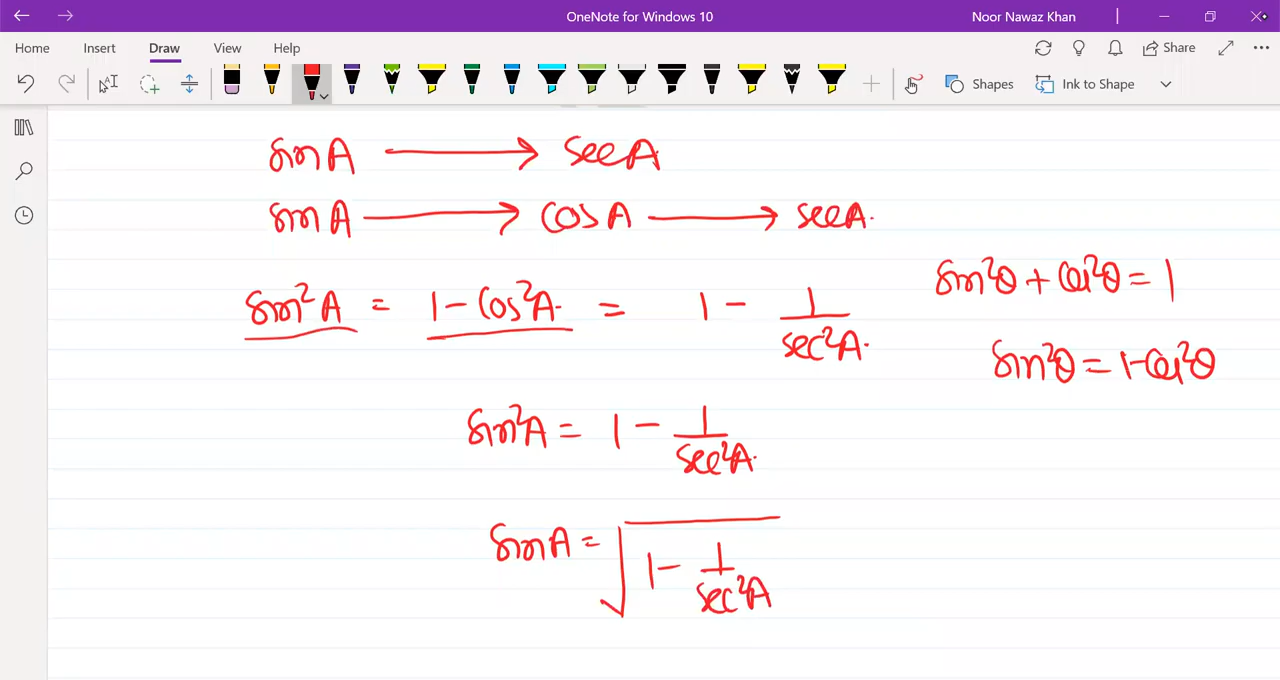 OneNote for Windows 10
Noor Nawaz Khan
Home Insert Draw View Help Share
Shapes Ink to Shape
sin A ⟶ sec A
sin A ⟶ cos A ⟶ sec A.
sin²A = 1 - cos²A. = 1 - 1/sec²A.
sin²θ + cos²θ = 1
sin²θ = 1 - cos²θ
sin²A = 1 - 1/sec²A.
sin A = √(1 - 1/sec²A)